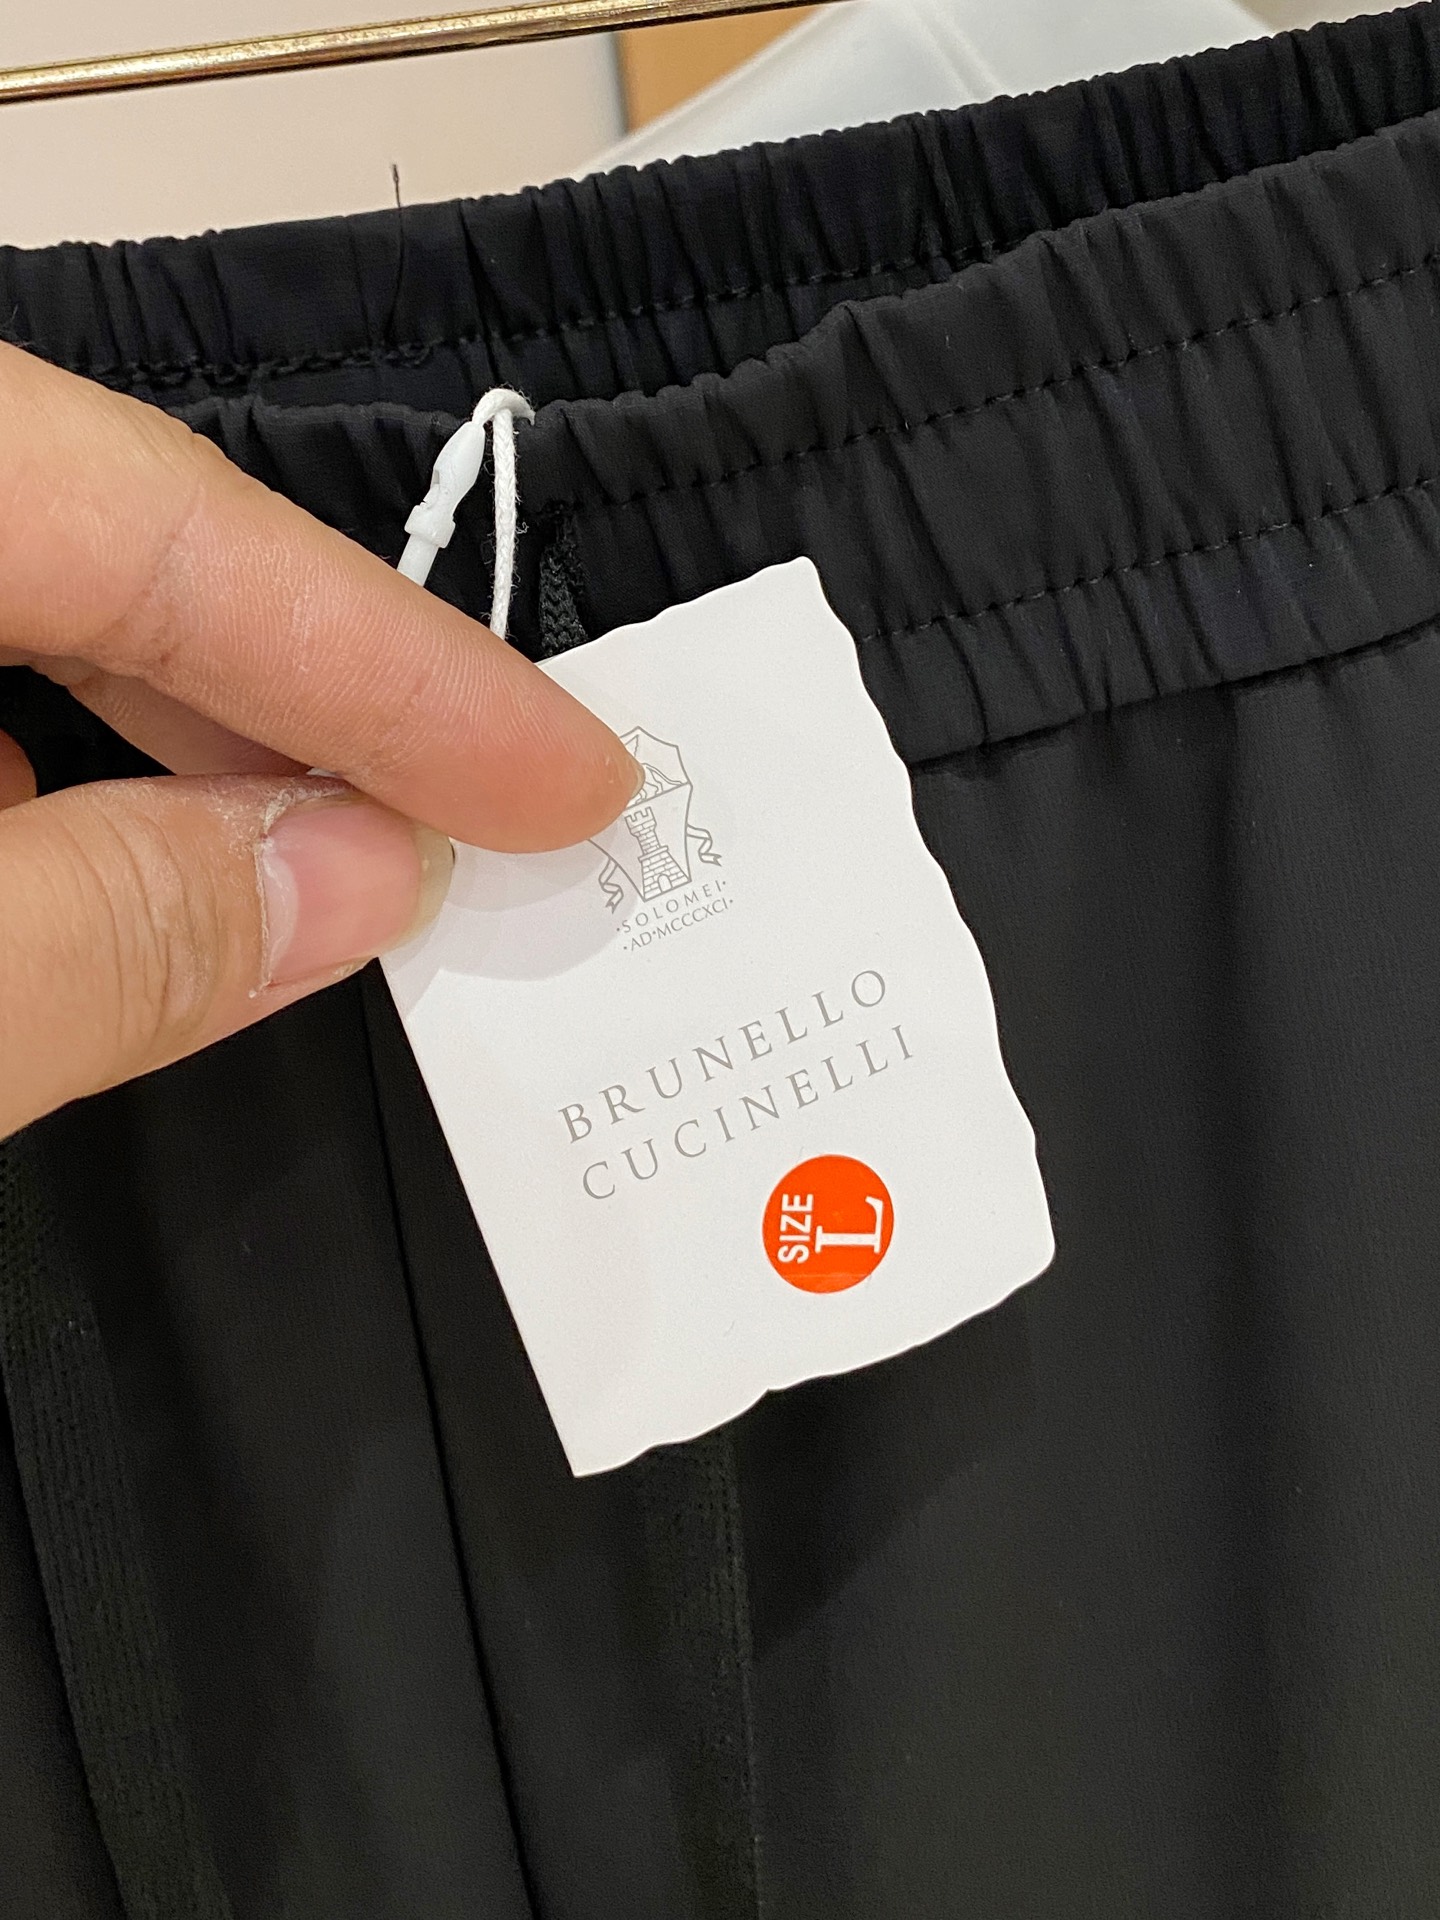 ·SOLOMEI·
·AD·MCCCXCI·
BRUNELLO
CUCINELLI
SIZE
L